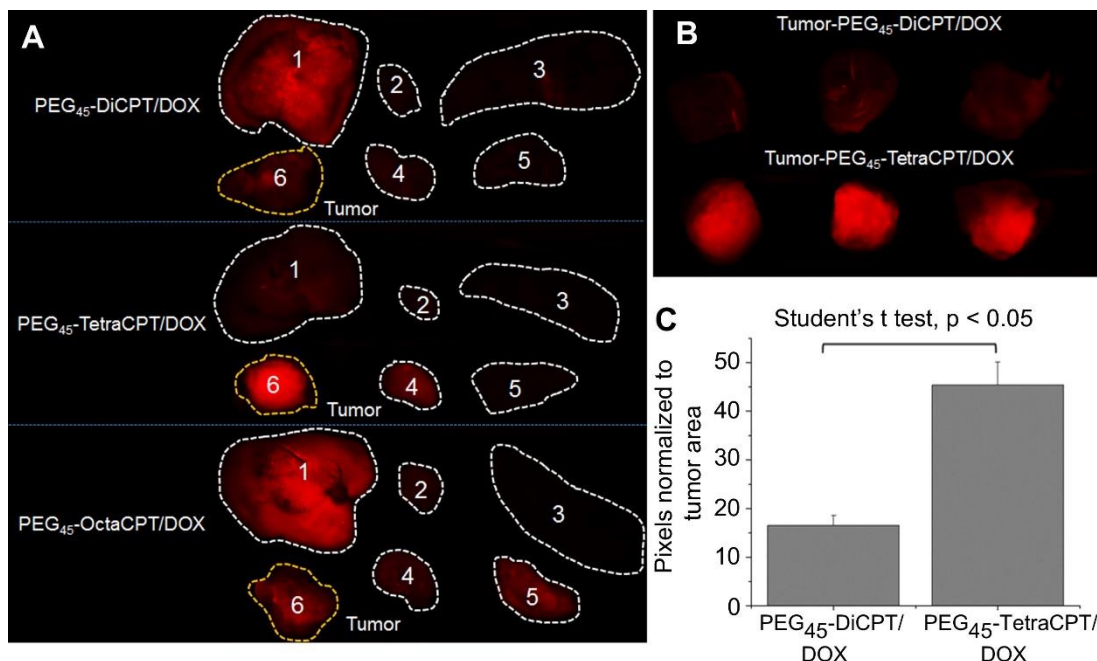 A
PEG₄₅-DiCPT/DOX
1
2
3
4
5
6
Tumor
PEG₄₅-TetraCPT/DOX
1
2
3
4
5
6
Tumor
PEG₄₅-OctaCPT/DOX
1
2
3
4
5
6
Tumor
B
Tumor-PEG₄₅-DiCPT/DOX
Tumor-PEG₄₅-TetraCPT/DOX
C
Student's t test, p < 0.05
Pixels normalized to
tumor area
50
40
30
20
10
0
PEG₄₅-DiCPT/
DOX
PEG₄₅-TetraCPT/
DOX